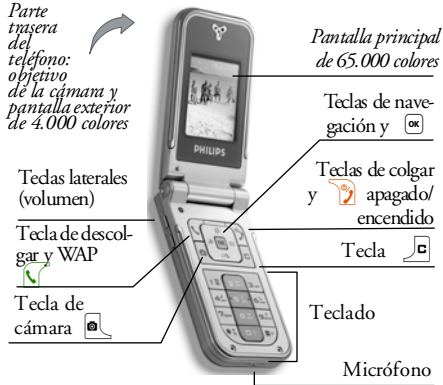 Parte
trasera
del
teléfono:
objetivo
de la cámara y
pantalla exterior
de 4.000 colores
Pantalla principal
de 65.000 colores
Teclas de nave-
gación y OK
PHILIPS
Teclas de colgar
y apagado/
encendido
Teclas laterales
(volumen)
Tecla de descol-
gar y WAP
Tecla C
Tecla de
cámara
Teclado
Micrófono